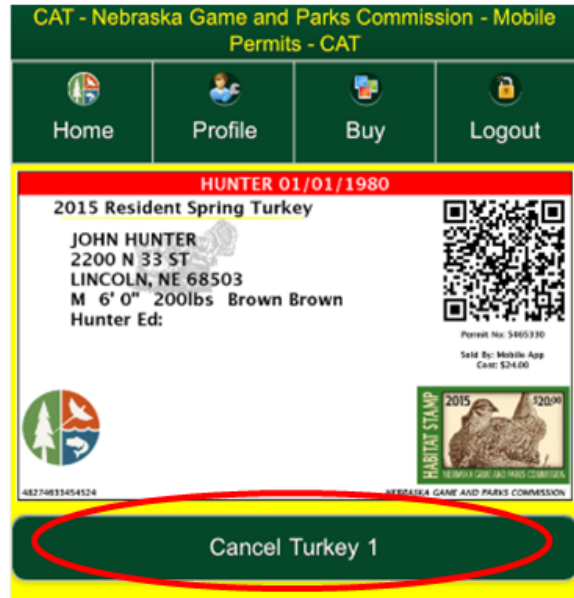 CAT - Nebraska Game and Parks Commission - Mobile
Permits - CAT
Home
Profile
Buy
Logout
HUNTER 01/01/1980
2015 Resident Spring Turkey
JOHN HUNTER
2200 N 33 ST
LINCOLN, NE 68503
M 6' 0" 200lbs Brown Brown
Hunter Ed:
Permit No: 5465330
Sold By: Mobile App
Cost: $24.00
HABITAT STAMP
2015 $20.00
NEBRASKA GAME AND PARKS COMMISSION
48274633454524
NEBRASKA GAME AND PARKS COMMISSION
Cancel Turkey 1